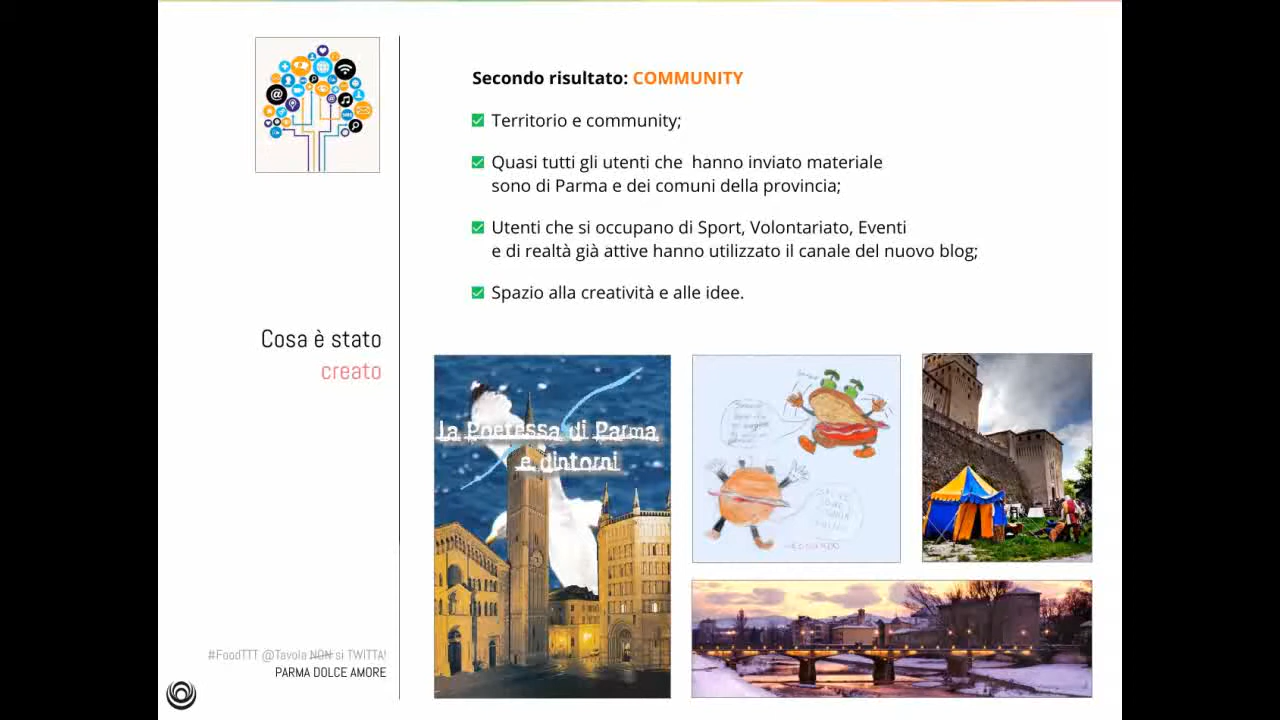 Secondo risultato: COMMUNITY
Territorio e community;
Quasi tutti gli utenti che hanno inviato materiale
sono di Parma e dei comuni della provincia;
Utenti che si occupano di Sport, Volontariato, Eventi
e di realtà già attive hanno utilizzato il canale del nuovo blog;
Spazio alla creatività e alle idee.
Cosa è stato
creato
la Poetessa di Parma
e dintorni
#FoodTTT @Tavola NON si TWITTA!
PARMA DOLCE AMORE